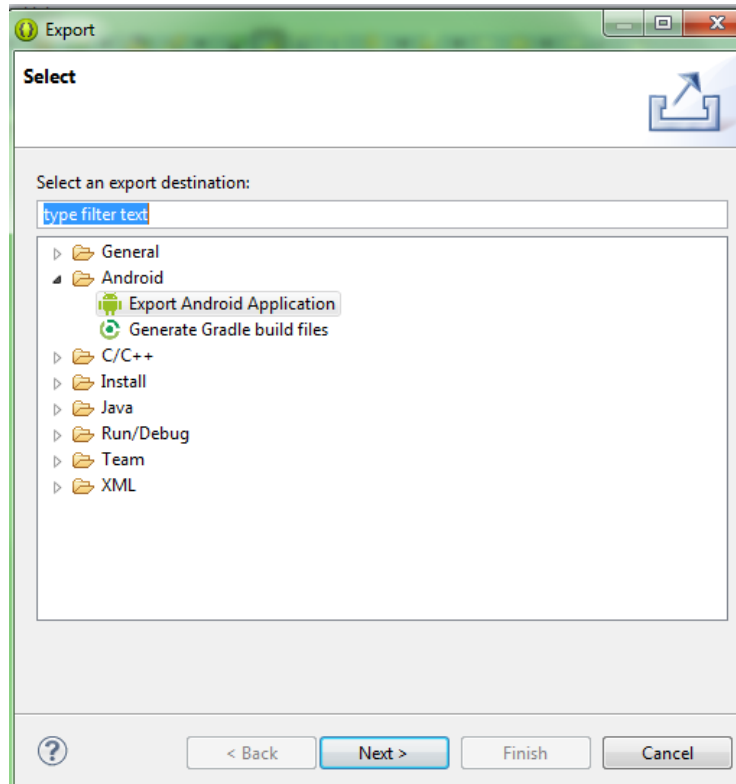 Export
Select
Select an export destination:
type filter text
General
Android
Export Android Application
Generate Gradle build files
C/C++
Install
Java
Run/Debug
Team
XML
?
< Back
Next >
Finish
Cancel